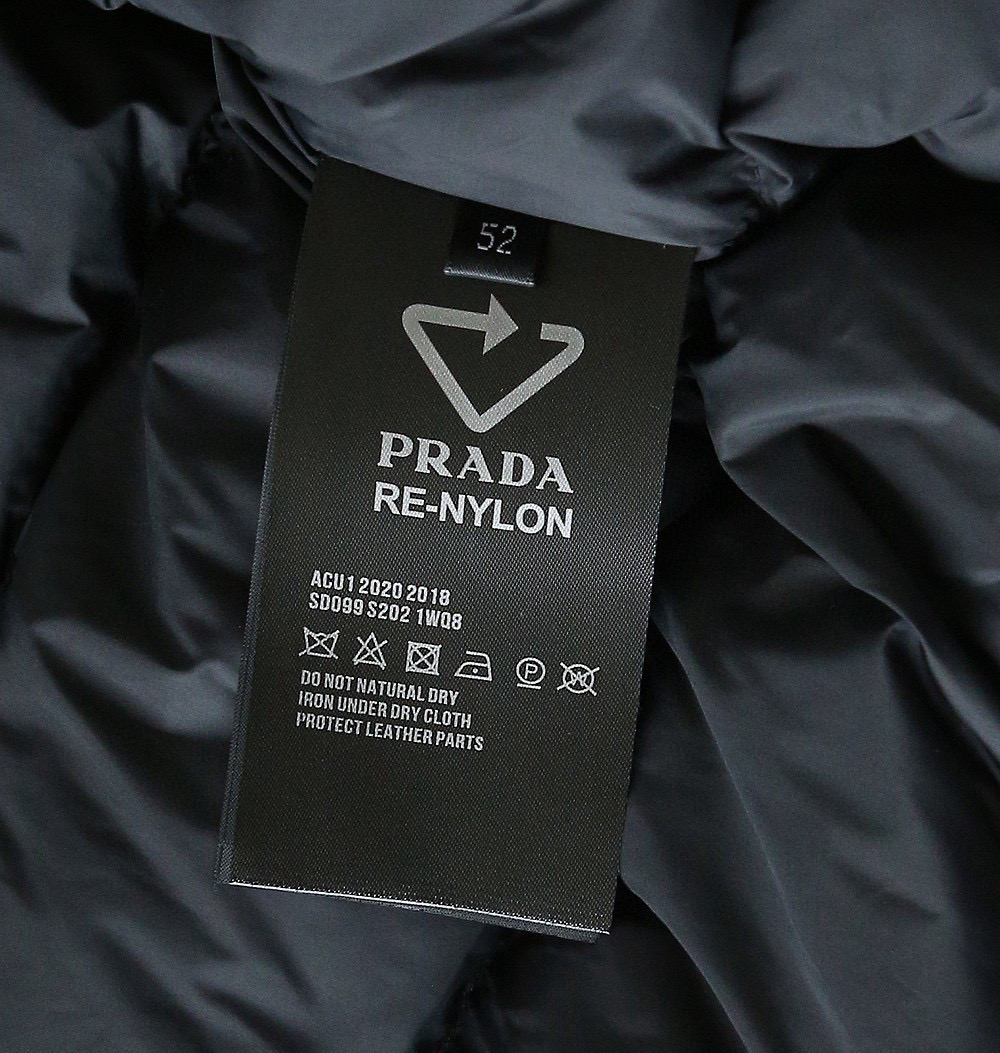 52
PRADA
RE-NYLON
ACU1 2020 2018
SD099 S202 1WQ8
P W
DO NOT NATURAL DRY
IRON UNDER DRY CLOTH
PROTECT LEATHER PARTS